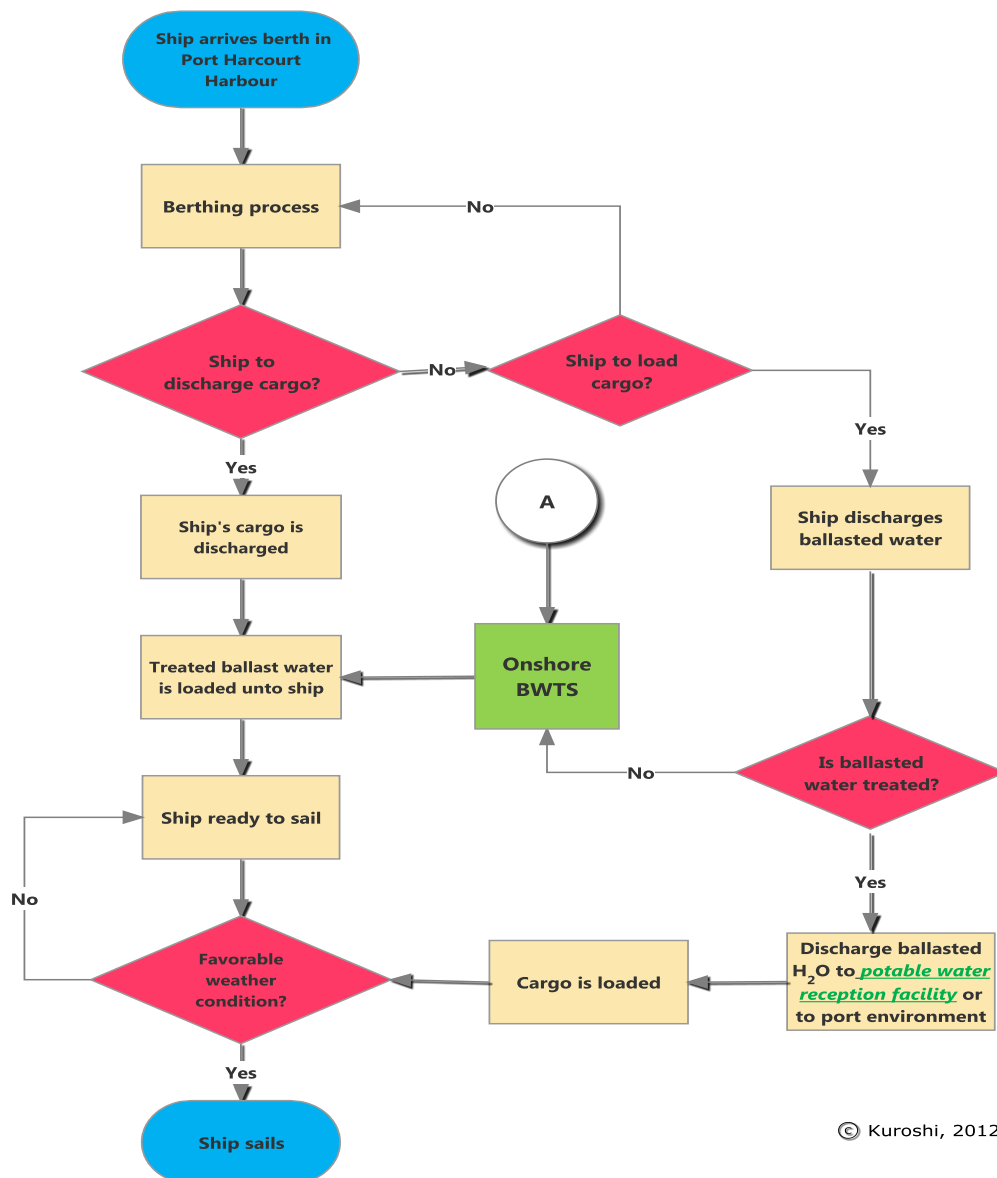 Ship arrives berth in
Port Harcourt
Harbour
Berthing process
No
Ship to
discharge cargo?
No
Ship to load
cargo?
Yes
Yes
Ship's cargo is
discharged
A
Ship discharges
ballasted water
Treated ballast water
is loaded unto ship
Onshore
BWTS
Is ballasted
water treated?
No
Ship ready to sail
No
Yes
Favorable
weather
condition?
Cargo is loaded
Discharge ballasted
H₂O to potable water
reception facility or
to port environment
Yes
Ship sails
© Kuroshi, 2012